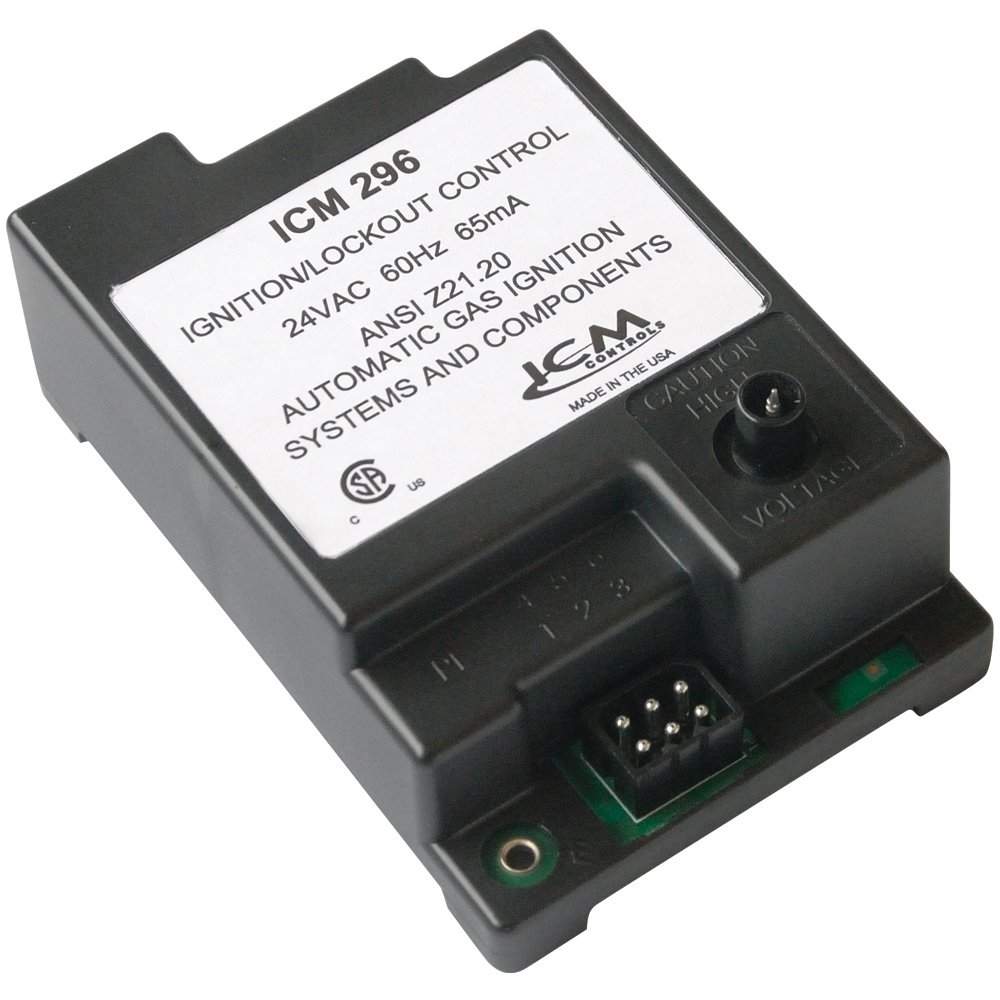 ICM 296
IGNITION/LOCKOUT CONTROL
24VAC 60Hz 65mA
ANSI Z21.20
AUTOMATIC GAS IGNITION
SYSTEMS AND COMPONENTS
ICM
CONTROLS
MADE IN THE USA
C SA US
CAUTION
HIGH
VOLTAGE
4 5 6
P1 1 2 3